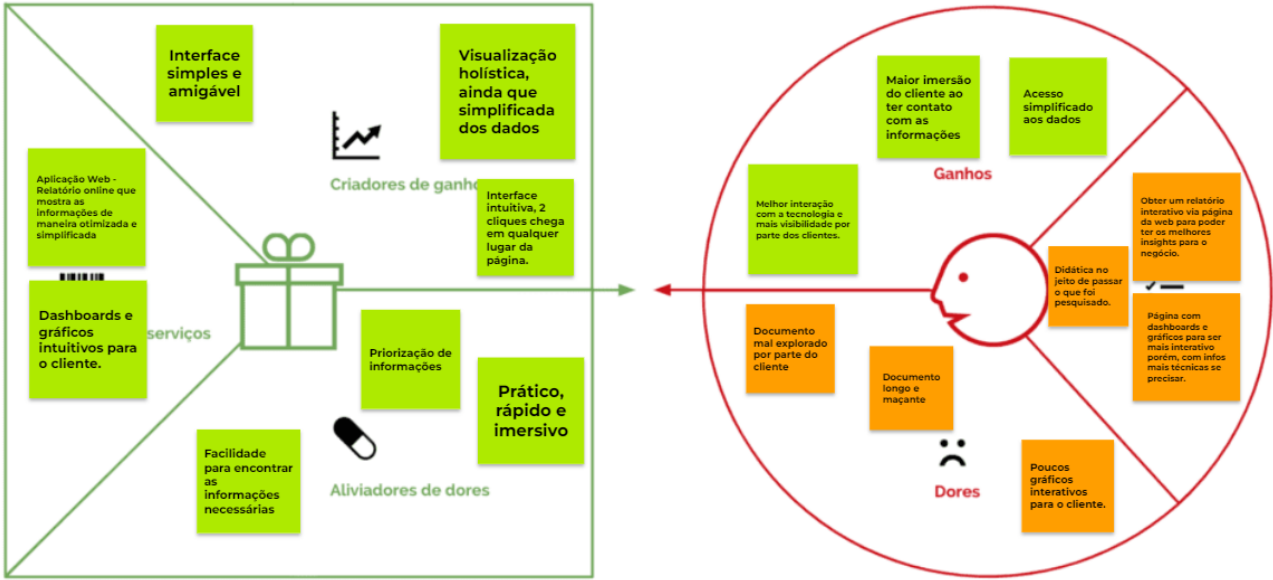 Interface
simples e
amigável
Visualização
holística,
ainda que
simplificada
dos dados
Criadores de ganho
Interface
intuitiva, 2
cliques chega
em qualquer
lugar da
página.
Aplicação Web -
Relatório online que
mostra as
informações de
maneira otimizada e
simplificada
Dashboards e
gráficos
intuitivos para
o cliente.
serviços
Priorização de
informações
Prático,
rápido e
imersivo
Facilidade
para encontrar
as
informações
necessárias
Aliviadores de dores
Maior imersão
do cliente ao
ter contato
com as
informações
Acesso
simplificado
aos dados
Ganhos
Melhor interação
com a tecnologia e
mais visibilidade por
parte dos clientes.
Obter um relatório
interativo via página
da web para poder
ter os melhores
insights para o
negócio.
Didática no
jeito de passar
o que foi
pesquisado.
Página com
dashboards e
gráficos para ser
mais interativo
porém, com infos
mais técnicas se
precisar.
Documento
mal explorado
por parte do
cliente
Documento
longo e
maçante
Dores
Poucos
gráficos
interativos
para o cliente.